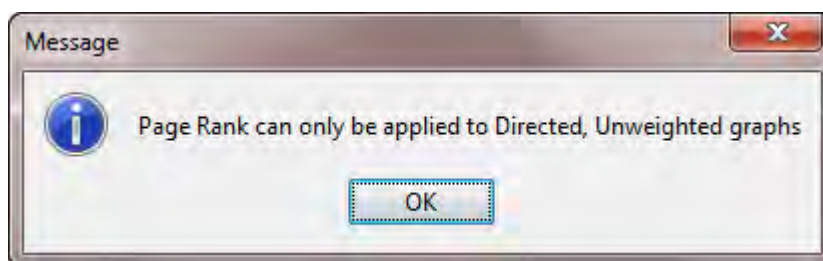 Message
Page Rank can only be applied to Directed, Unweighted graphs
OK